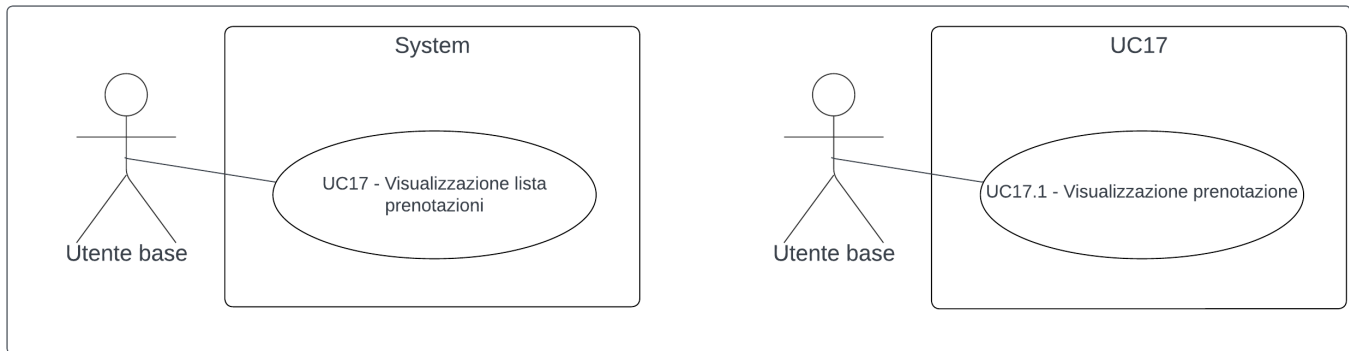 System
UC17 - Visualizzazione lista
prenotazioni
Utente base
UC17
UC17.1 - Visualizzazione prenotazione
Utente base